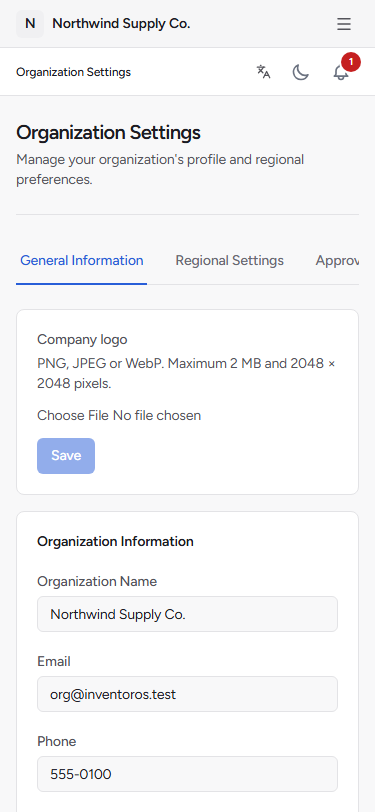 N Northwind Supply Co.
Organization Settings
1
Organization Settings
Manage your organization's profile and regional
preferences.
General Information Regional Settings Approv
Company logo
PNG, JPEG or WebP. Maximum 2 MB and 2048 ×
2048 pixels.
Choose File No file chosen
Save
Organization Information
Organization Name
Northwind Supply Co.
Email
org@inventoros.test
Phone
555-0100